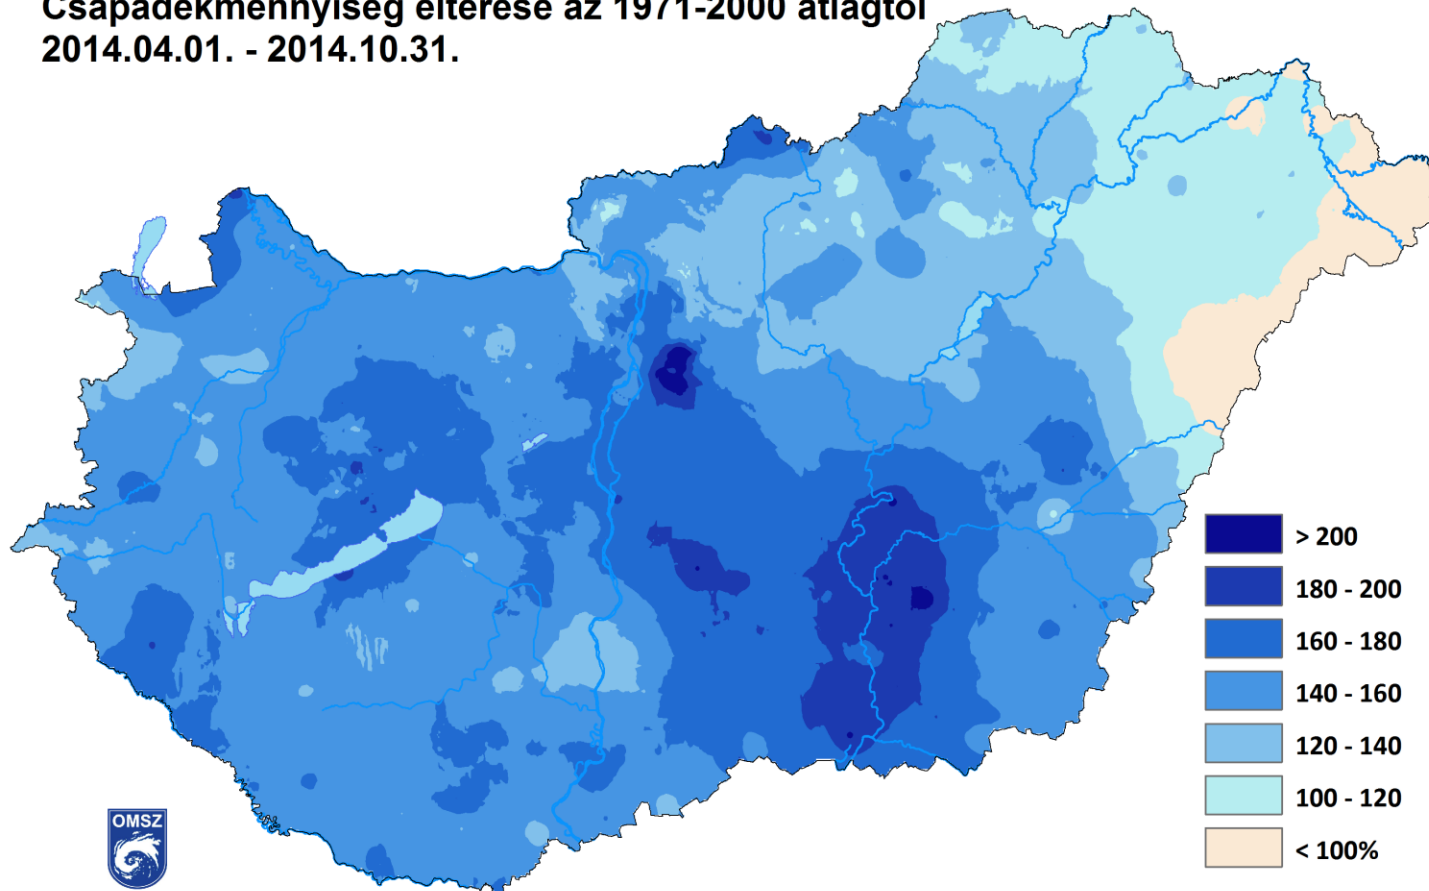 Csapadékmennyiség eltérése az 1971-2000 átlagtól
2014.04.01. - 2014.10.31.
> 200
180 - 200
160 - 180
140 - 160
120 - 140
100 - 120
< 100%
OMSZ